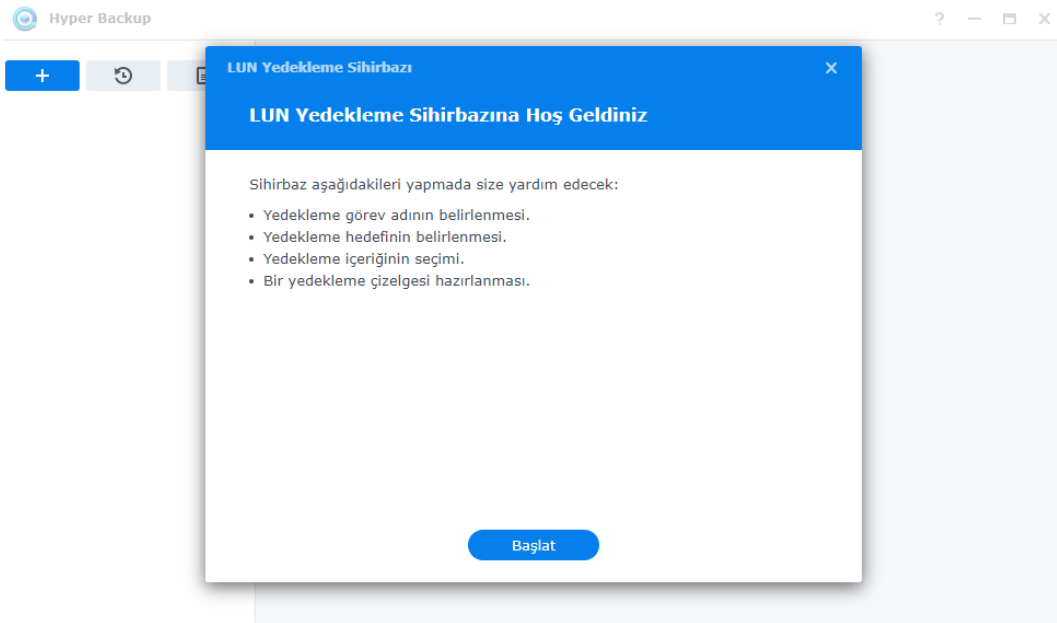 Hyper Backup
LUN Yedekleme Sihirbazı
LUN Yedekleme Sihirbazına Hoş Geldiniz
Sihirbaz aşağıdakileri yapmada size yardım edecek:
• Yedekleme görev adının belirlenmesi.
• Yedekleme hedefinin belirlenmesi.
• Yedekleme içeriğinin seçimi.
• Bir yedekleme çizelgesi hazırlanması.
Başlat